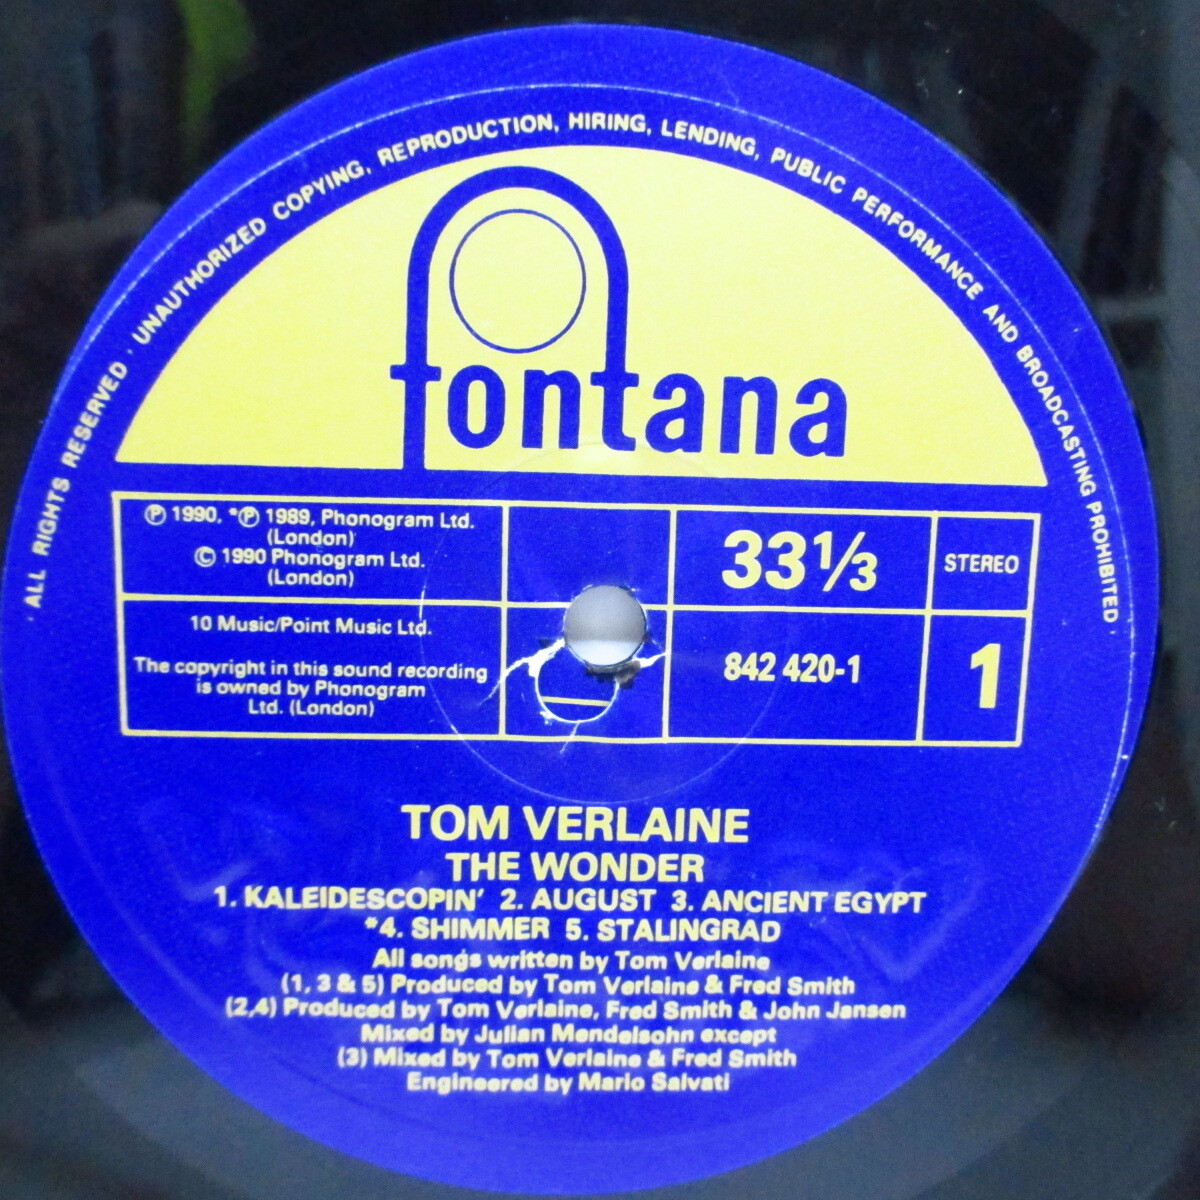 · ALL RIGHTS RESERVED · UNAUTHORIZED COPYING, REPRODUCTION, HIRING, LENDING, PUBLIC PERFORMANCE AND BROADCASTING PROHIBITED ·
fontana
Ⓟ 1990, *Ⓟ 1989, Phonogram Ltd.
(London)
© 1990 Phonogram Ltd.
(London)
33⅓
STEREO
10 Music/Point Music Ltd.
The copyright in this sound recording
is owned by Phonogram
Ltd. (London)
842 420-1
1
TOM VERLAINE
THE WONDER
1. KALEIDESCOPIN' 2. AUGUST 3. ANCIENT EGYPT
*4. SHIMMER 5. STALINGRAD
All songs written by Tom Verlaine
(1, 3 & 5) Produced by Tom Verlaine & Fred Smith
(2,4) Produced by Tom Verlaine, Fred Smith & John Jansen
Mixed by Julian Mendelsohn except
(3) Mixed by Tom Verlaine & Fred Smith
Engineered by Mario Salvati